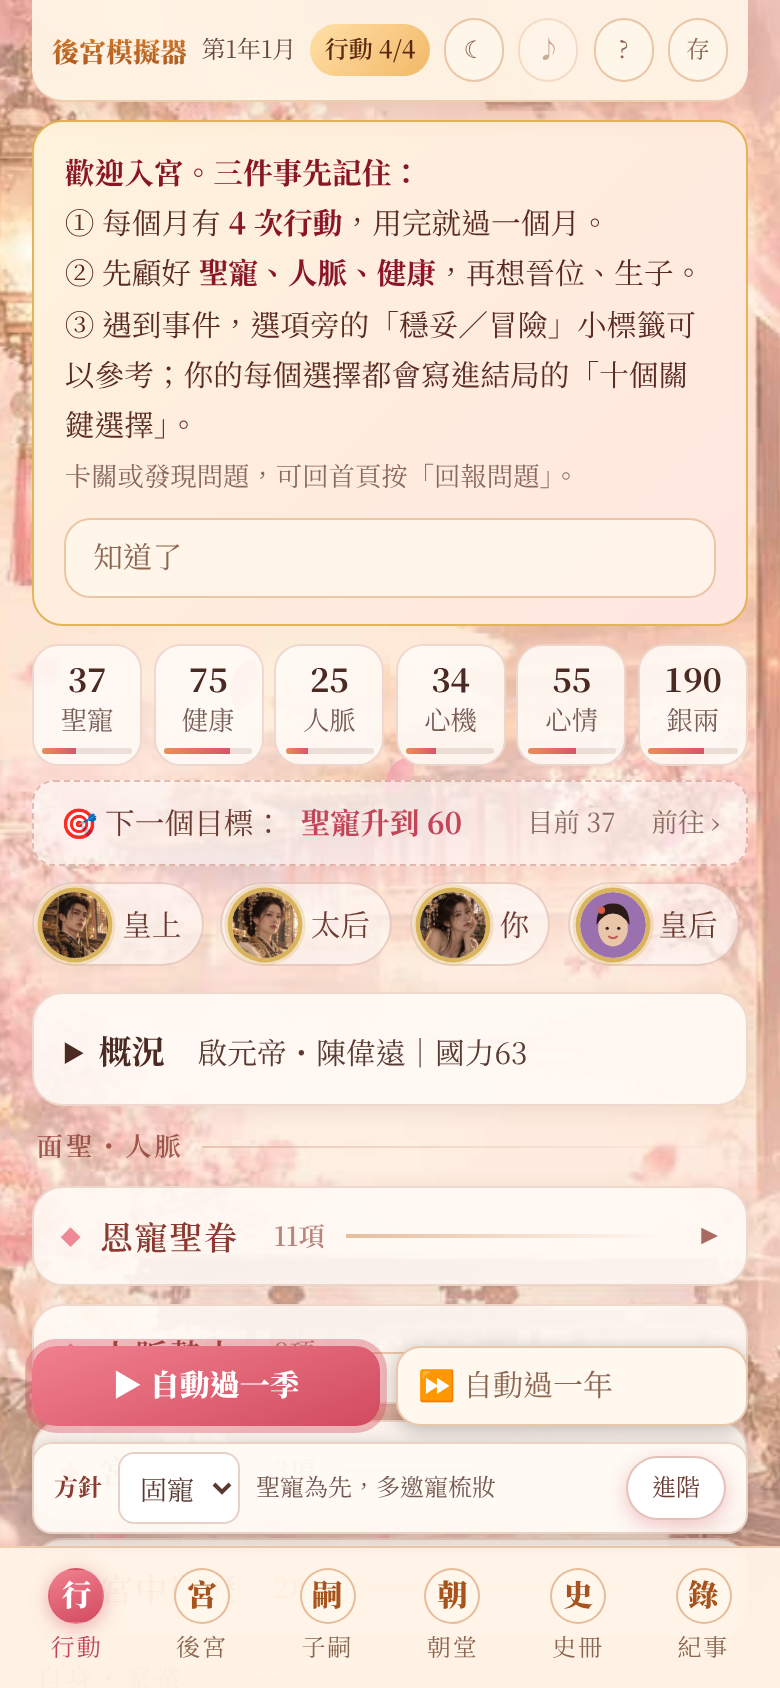 後宮模擬器 第1年1月 行動 4/4 ☾ ♪ ? 存
歡迎入宮。三件事先記住：
① 每個月有 4 次行動，用完就過一個月。
② 先顧好 聖寵、人脈、健康，再想晉位、生子。
③ 遇到事件，選項旁的「穩妥／冒險」小標籤可
以參考；你的每個選擇都會寫進結局的「十個關
鍵選擇」。
卡關或發現問題，可回首頁按「回報問題」。
知道了
37 75 25 34 55 190
聖寵 健康 人脈 心機 心情 銀兩
🎯 下一個目標： 聖寵升到 60 目前 37 前往 ›
皇上 太后 你 皇后
▶ 概況 啟元帝・陳偉遠｜國力63
面聖・人脈
◆ 恩寵聖眷 11項 ▶
▶ 自動過一季 ⏩ 自動過一年
方針 固寵 聖寵為先，多邀寵梳妝 進階
行 宮 嗣 朝 史 錄
行動 後宮 子嗣 朝堂 史冊 紀事